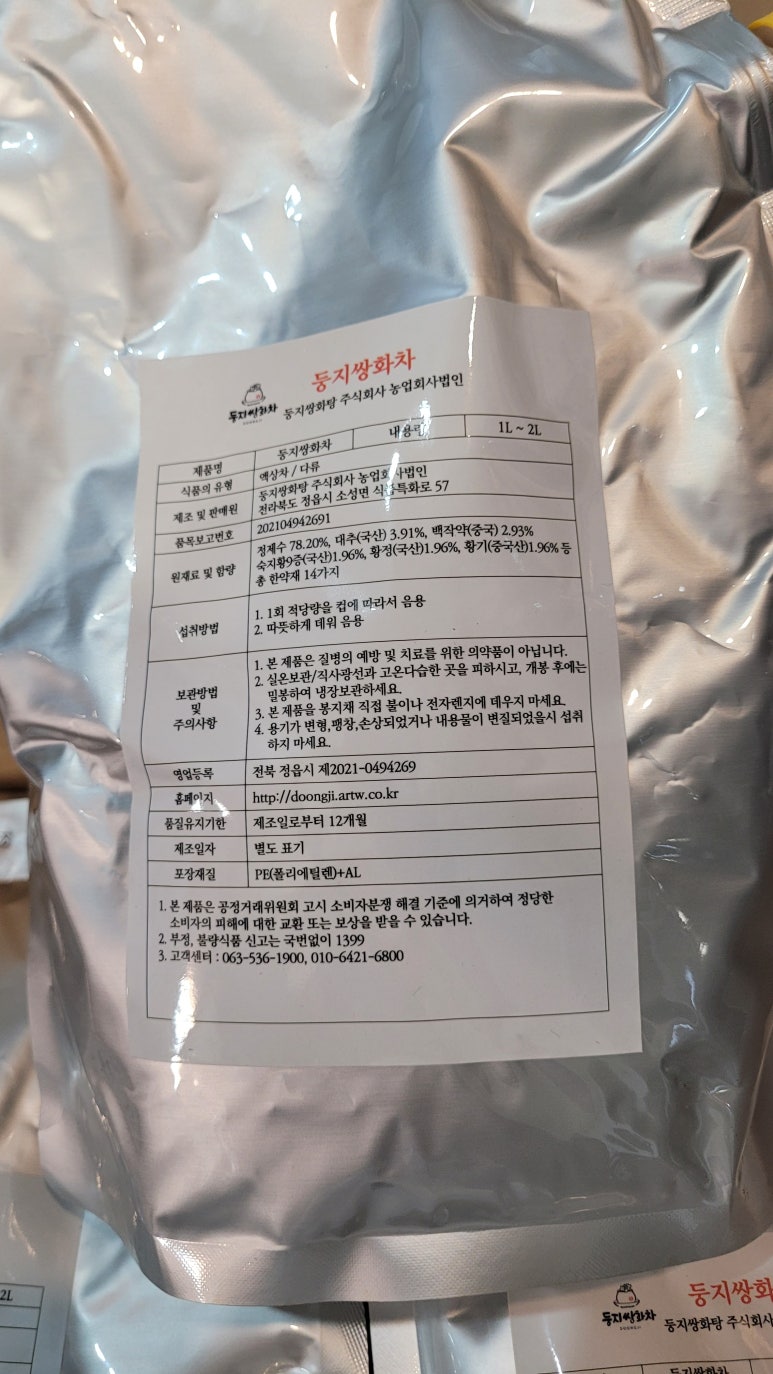 둥지쌍화차
둥지쌍화차 둥지쌍화탕 주식회사 농업회사법인
제품명 둥지쌍화차 내용량 1L ~ 2L
식품의 유형 액상차 / 다류
제조 및 판매원 둥지쌍화탕 주식회사 농업회사법인
전라북도 정읍시 소성면 식품특화로 57
품목보고번호 202104942691
원재료 및 함량 정제수 78.20%, 대추(국산) 3.91%, 백작약(중국) 2.93%
숙지황9증(국산)1.96%, 황정(국산)1.96%, 황기(중국산)1.96% 등
총 한약재 14가지
섭취방법 1. 1회 적당량을 컵에 따라서 음용
2. 따뜻하게 데워 음용
보관방법
및
주의사항
1. 본 제품은 질병의 예방 및 치료를 위한 의약품이 아닙니다.
2. 실온보관/직사광선과 고온다습한 곳을 피하시고, 개봉 후에는
밀봉하여 냉장보관하세요.
3. 본 제품을 봉지채 직접 불이나 전자렌지에 데우지 마세요.
4. 용기가 변형,팽창,손상되었거나 내용물이 변질되었을시 섭취
하지 마세요.
영업등록 전북 정읍시 제2021-0494269
홈페이지 http://doongji.artw.co.kr
품질유지기한 제조일로부터 12개월
제조일자 별도 표기
포장재질 PE(폴리에틸렌)+AL
1. 본 제품은 공정거래위원회 고시 소비자분쟁 해결 기준에 의거하여 정당한
소비자의 피해에 대한 교환 또는 보상을 받을 수 있습니다.
2. 부정, 불량식품 신고는 국번없이 1399
3. 고객센터 : 063-536-1900, 010-6421-6800
2L
둥지쌍화
둥지쌍화차 둥지쌍화탕 주식회사
둥지쌍화차